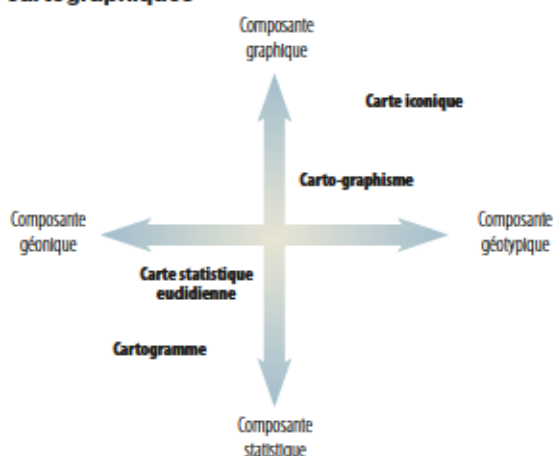 cartographiques
Composante
graphique
Carte iconique
Carto-graphisme
Composante
géonique
Composante
géotypique
Carte statistique
euclidienne
Cartogramme
Composante
statistique